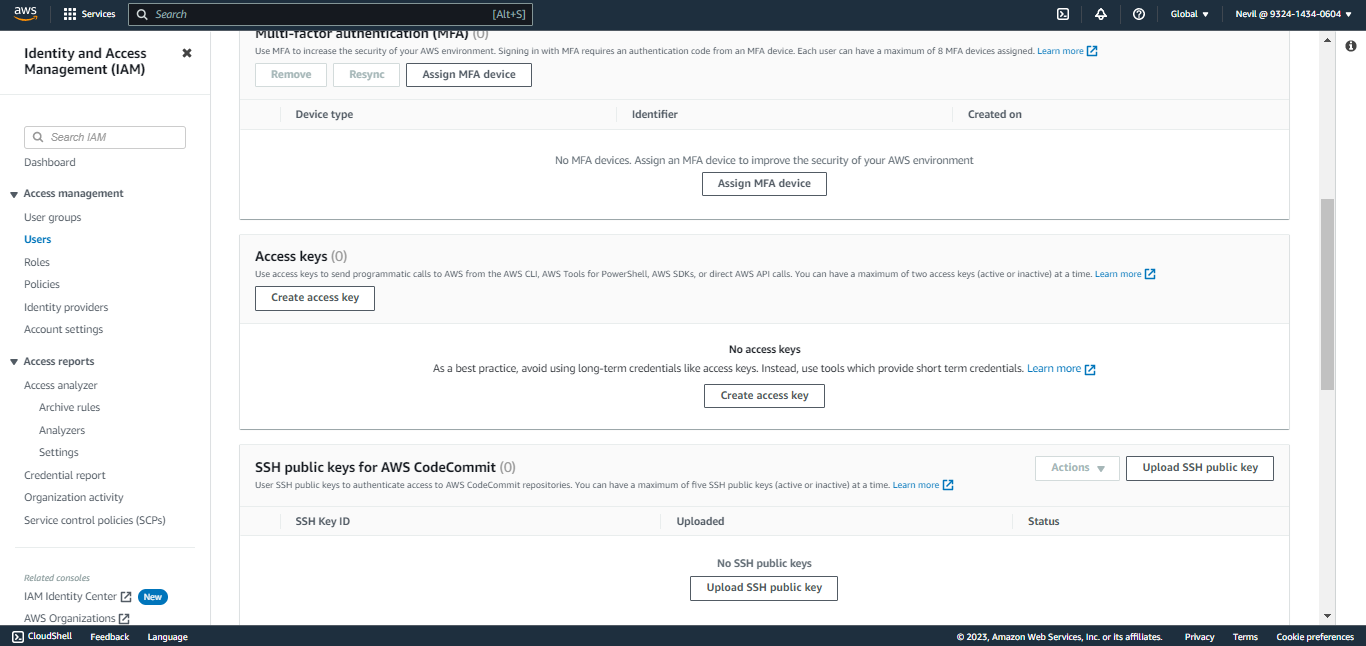 aws
Services
Search
[Alt+S]
Global ▼
Nevil @ 9324-1434-0604 ▼
Identity and Access
Management (IAM)
Search IAM
Dashboard
Access management
User groups
Users
Roles
Policies
Identity providers
Account settings
Access reports
Access analyzer
Archive rules
Analyzers
Settings
Credential report
Organization activity
Service control policies (SCPs)
Related consoles
IAM Identity Center
New
AWS Organizations
Multi-factor authentication (MFA) (0)
Use MFA to increase the security of your AWS environment. Signing in with MFA requires an authentication code from an MFA device. Each user can have a maximum of 8 MFA devices assigned. Learn more
Remove
Resync
Assign MFA device
Device type
Identifier
Created on
No MFA devices. Assign an MFA device to improve the security of your AWS environment
Assign MFA device
Access keys (0)
Use access keys to send programmatic calls to AWS from the AWS CLI, AWS Tools for PowerShell, AWS SDKs, or direct AWS API calls. You can have a maximum of two access keys (active or inactive) at a time. Learn more
Create access key
No access keys
As a best practice, avoid using long-term credentials like access keys. Instead, use tools which provide short term credentials. Learn more
Create access key
SSH public keys for AWS CodeCommit (0)
User SSH public keys to authenticate access to AWS CodeCommit repositories. You can have a maximum of five SSH public keys (active or inactive) at a time. Learn more
Actions ▼
Upload SSH public key
SSH Key ID
Uploaded
Status
No SSH public keys
Upload SSH public key
CloudShell
Feedback
Language
© 2023, Amazon Web Services, Inc. or its affiliates.
Privacy
Terms
Cookie preferences